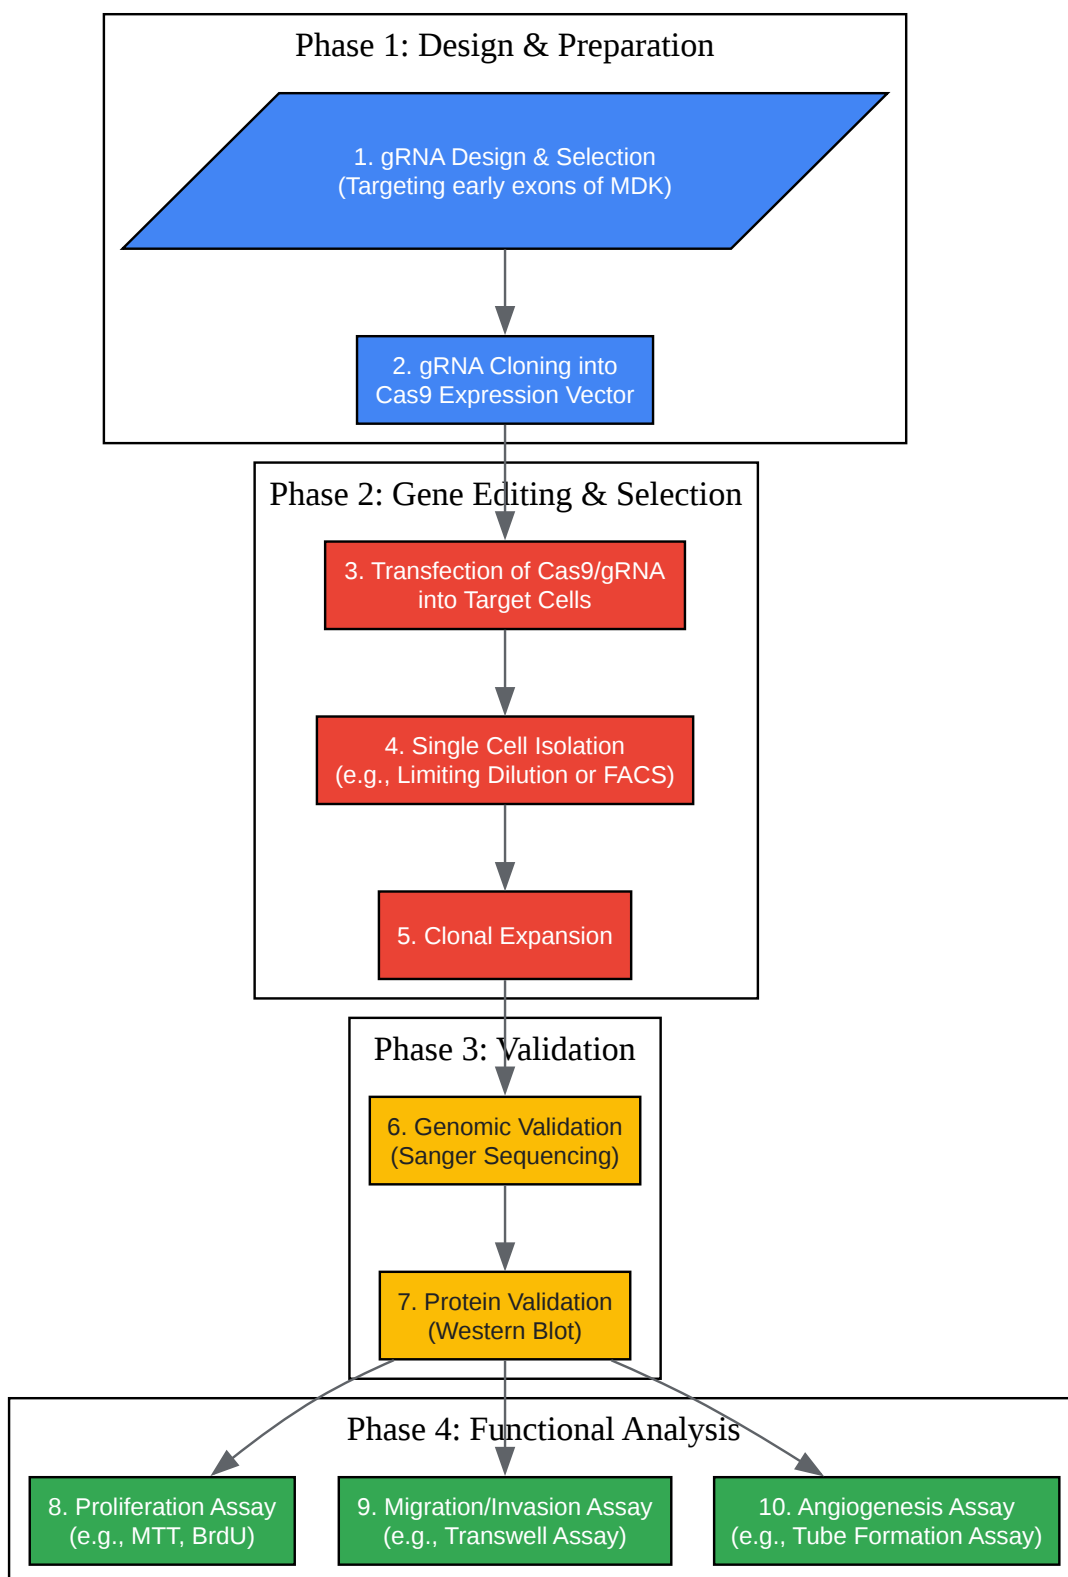 Phase 1: Design & Preparation
1. gRNA Design & Selection
(Targeting early exons of MDK)
2. gRNA Cloning into
Cas9 Expression Vector
Phase 2: Gene Editing & Selection
3. Transfection of Cas9/gRNA
into Target Cells
4. Single Cell Isolation
(e.g., Limiting Dilution or FACS)
5. Clonal Expansion
Phase 3: Validation
6. Genomic Validation
(Sanger Sequencing)
7. Protein Validation
(Western Blot)
Phase 4: Functional Analysis
8. Proliferation Assay
(e.g., MTT, BrdU)
9. Migration/Invasion Assay
(e.g., Transwell Assay)
10. Angiogenesis Assay
(e.g., Tube Formation Assay)